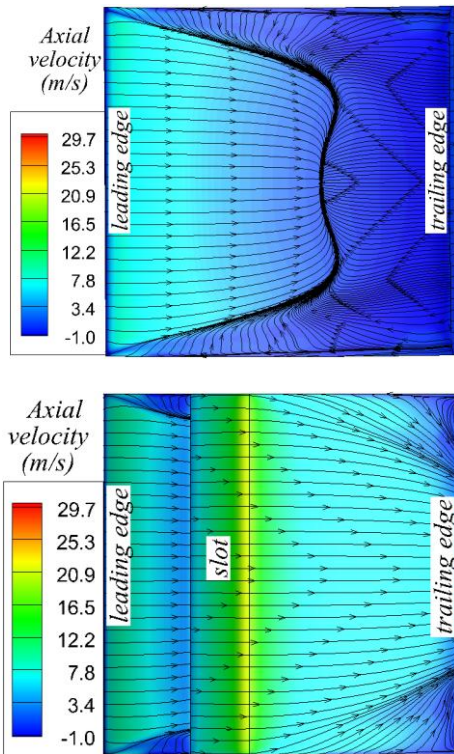 Axial
velocity
(m/s)
29.7
25.3
20.9
16.5
12.2
7.8
3.4
-1.0
leading edge
trailing edge
Axial
velocity
(m/s)
29.7
25.3
20.9
16.5
12.2
7.8
3.4
-1.0
leading edge
slot
trailing edge